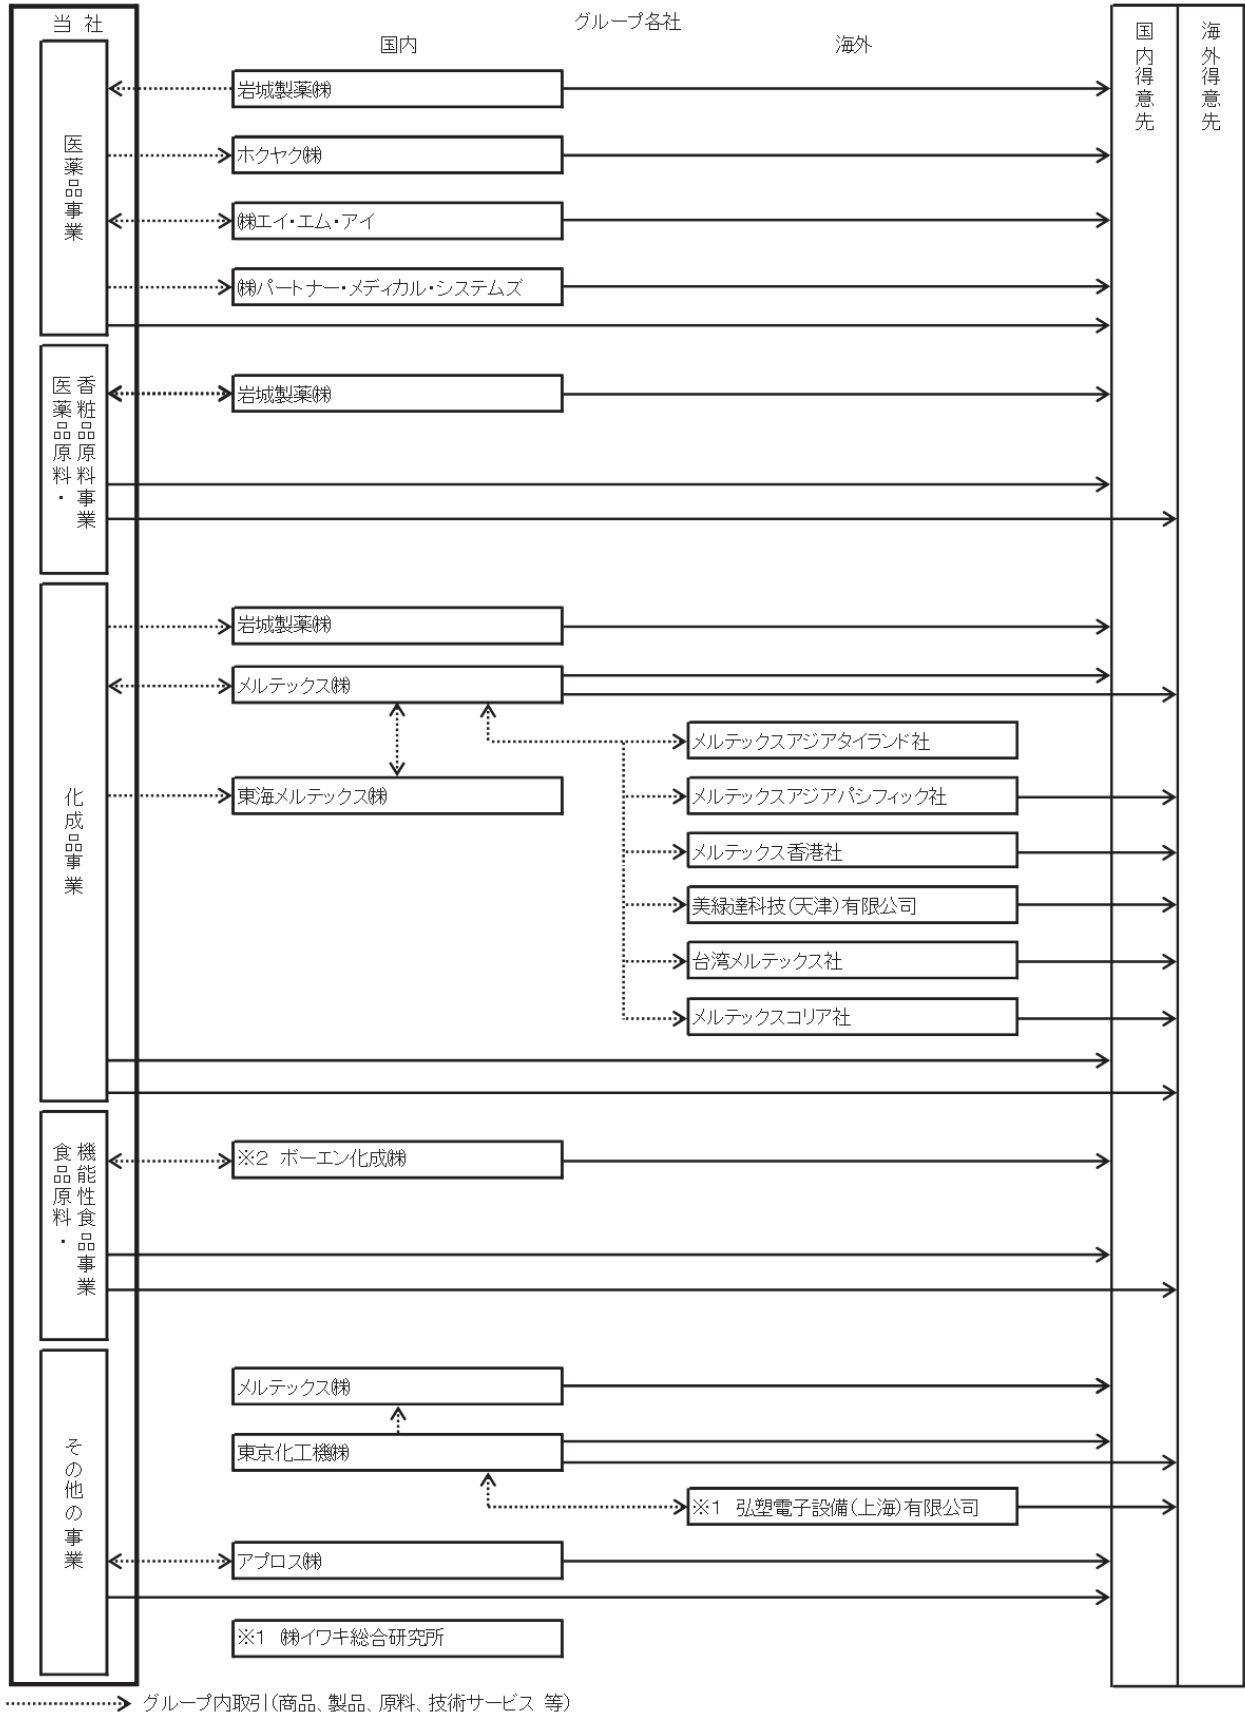 当社
グループ各社
国内
海外
国内得意先
海外得意先
医薬品事業
岩城製薬㈱
ホクヤク㈱
㈱エイ・エム・アイ
㈱パートナー・メディカル・システムズ
医薬品原料・
香粧品原料事業
岩城製薬㈱
化成品事業
岩城製薬㈱
メルテックス㈱
メルテックスアジアタイランド社
東海メルテックス㈱
メルテックスアジアパシフィック社
メルテックス香港社
美緑達科技(天津)有限公司
台湾メルテックス社
メルテックスコリア社
食品原料・
機能性食品事業
※2 ボーエン化成㈱
その他の事業
メルテックス㈱
東京化工機㈱
※1 弘塑電子設備(上海)有限公司
アプロス㈱
※1 ㈱イワキ総合研究所
グループ内取引(商品、製品、原料、技術サービス 等)